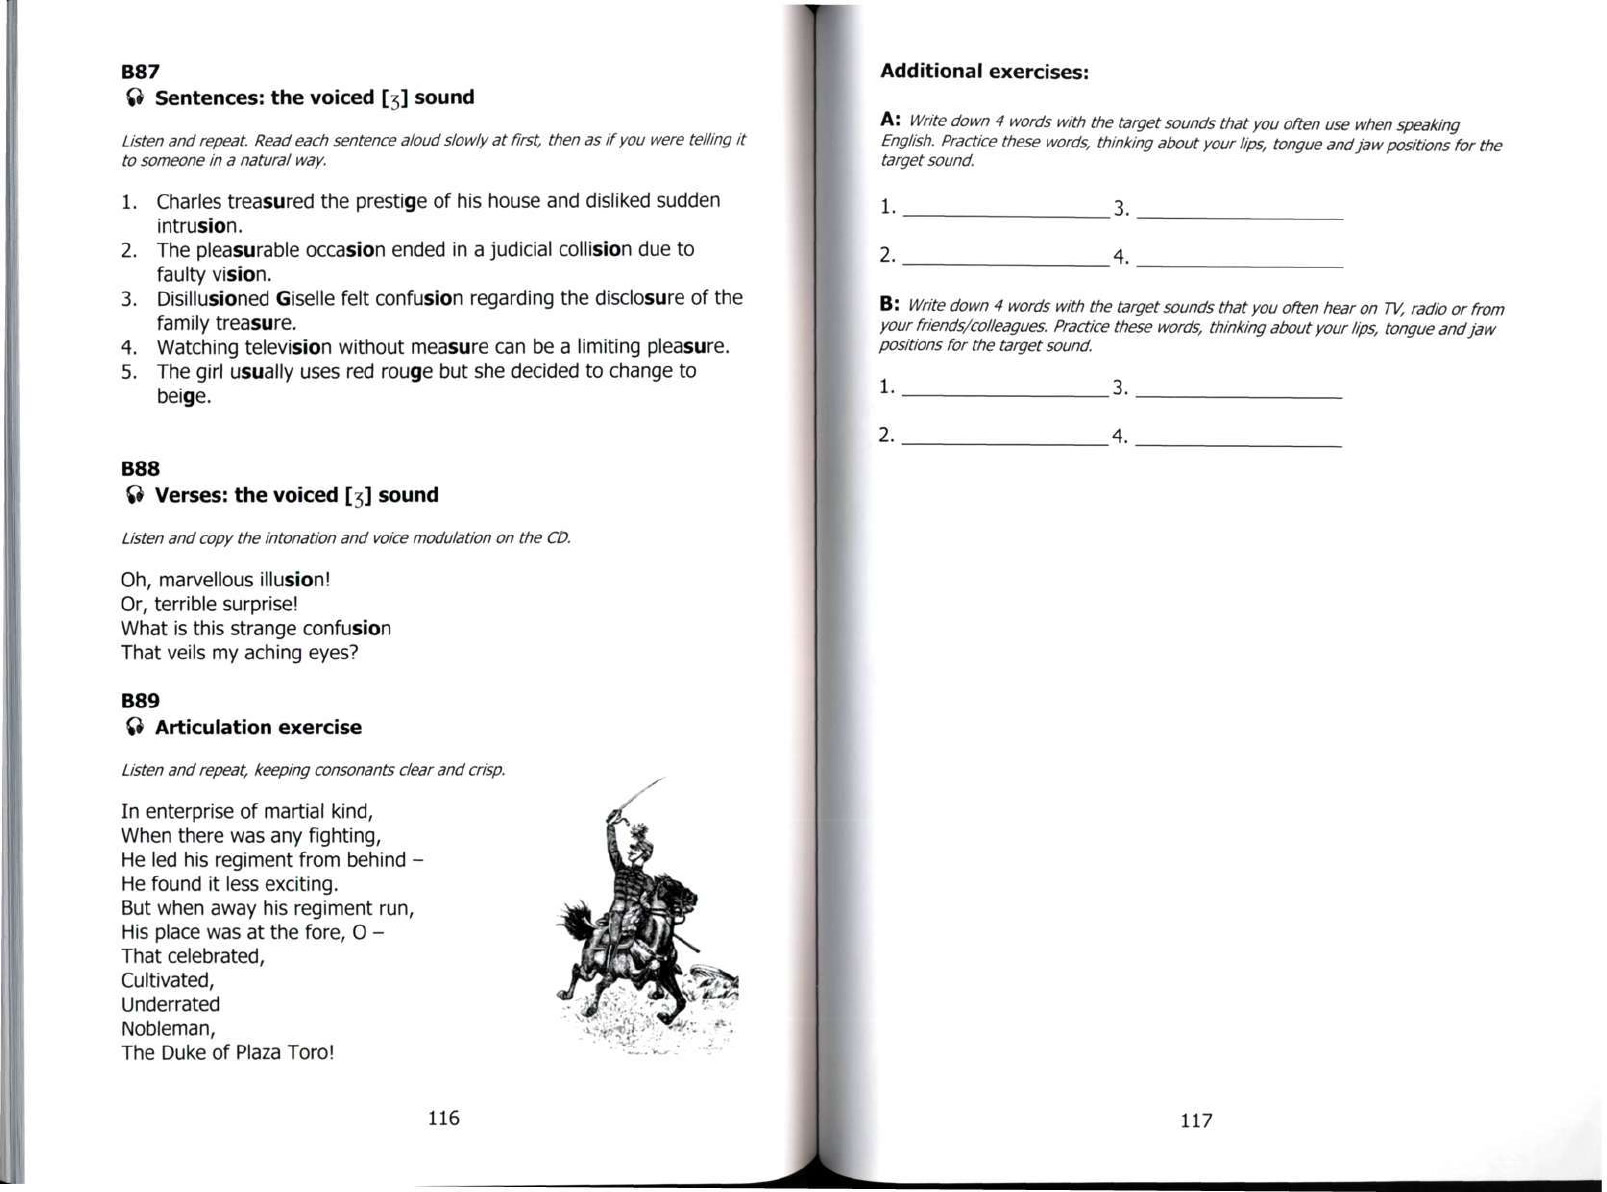 B87
Sentences: the voiced [ʒ] sound
Listen and repeat. Read each sentence aloud slowly at first, then as if you were telling it
to someone in a natural way.
1. Charles treasured the prestige of his house and disliked sudden
intrusion.
2. The pleasurable occasion ended in a judicial collision due to
faulty vision.
3. Disillusioned Giselle felt confusion regarding the disclosure of the
family treasure.
4. Watching television without measure can be a limiting pleasure.
5. The girl usually uses red rouge but she decided to change to
beige.
B88
Verses: the voiced [ʒ] sound
Listen and copy the intonation and voice modulation on the CD.
Oh, marvellous illusion!
Or, terrible surprise!
What is this strange confusion
That veils my aching eyes?
B89
Articulation exercise
Listen and repeat, keeping consonants clear and crisp.
In enterprise of martial kind,
When there was any fighting,
He led his regiment from behind –
He found it less exciting.
But when away his regiment run,
His place was at the fore, O –
That celebrated,
Cultivated,
Underrated
Nobleman,
The Duke of Plaza Toro!
116
Additional exercises:
A: Write down 4 words with the target sounds that you often use when speaking
English. Practice these words, thinking about your lips, tongue and jaw positions for the
target sound.
1. 3.
2. 4.
B: Write down 4 words with the target sounds that you often hear on TV, radio or from
your friends/colleagues. Practice these words, thinking about your lips, tongue and jaw
positions for the target sound.
1. 3.
2. 4.
117